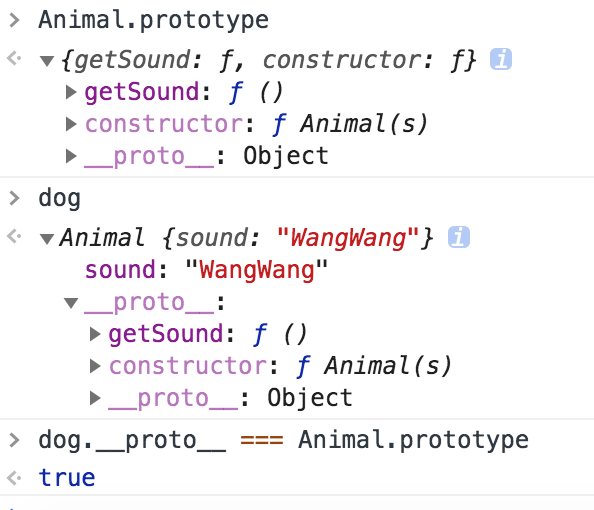 Animal.prototype
{getSound: ƒ, constructor: ƒ} i
getSound: ƒ ()
constructor: ƒ Animal(s)
__proto__: Object
dog
Animal {sound: "WangWang"} i
sound: "WangWang"
__proto__:
getSound: ƒ ()
constructor: ƒ Animal(s)
__proto__: Object
dog.__proto__ === Animal.prototype
true